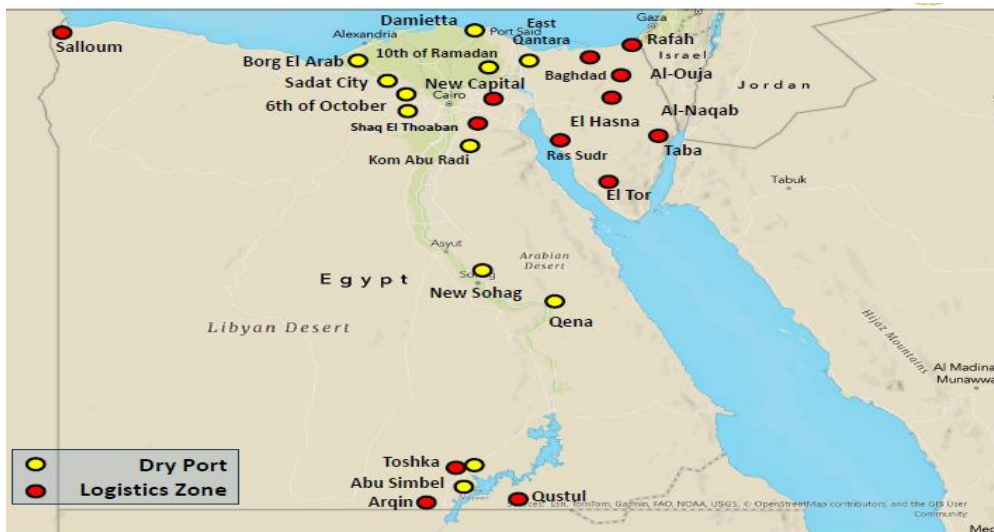 Damietta
East
Qantara
Port Said
Gaza
Salloum
Alexandria
Rafah
Israel
Borg El Arab
10th of Ramadan
Baghdad
Al-Ouja
Sadat City
New Capital
Jordan
Cairo
6th of October
El Hasna
Al-Naqab
Shaq El Thoaban
Ras Sudr
Taba
Kom Abu Radi
El Tor
Tabuk
Asyut
Arabian
Desert
Egypt
New Sohag
Qena
Libyan Desert
Hijaz Mountains
Al Madina
Munawwa
Dry Port
Logistics Zone
Toshka
Abu Simbel
Arqin
Qustul
Sources: Esri, TomTom, Garmin, FAO, NOAA, USGS, © OpenStreetMap contributors, and the GIS User
Community